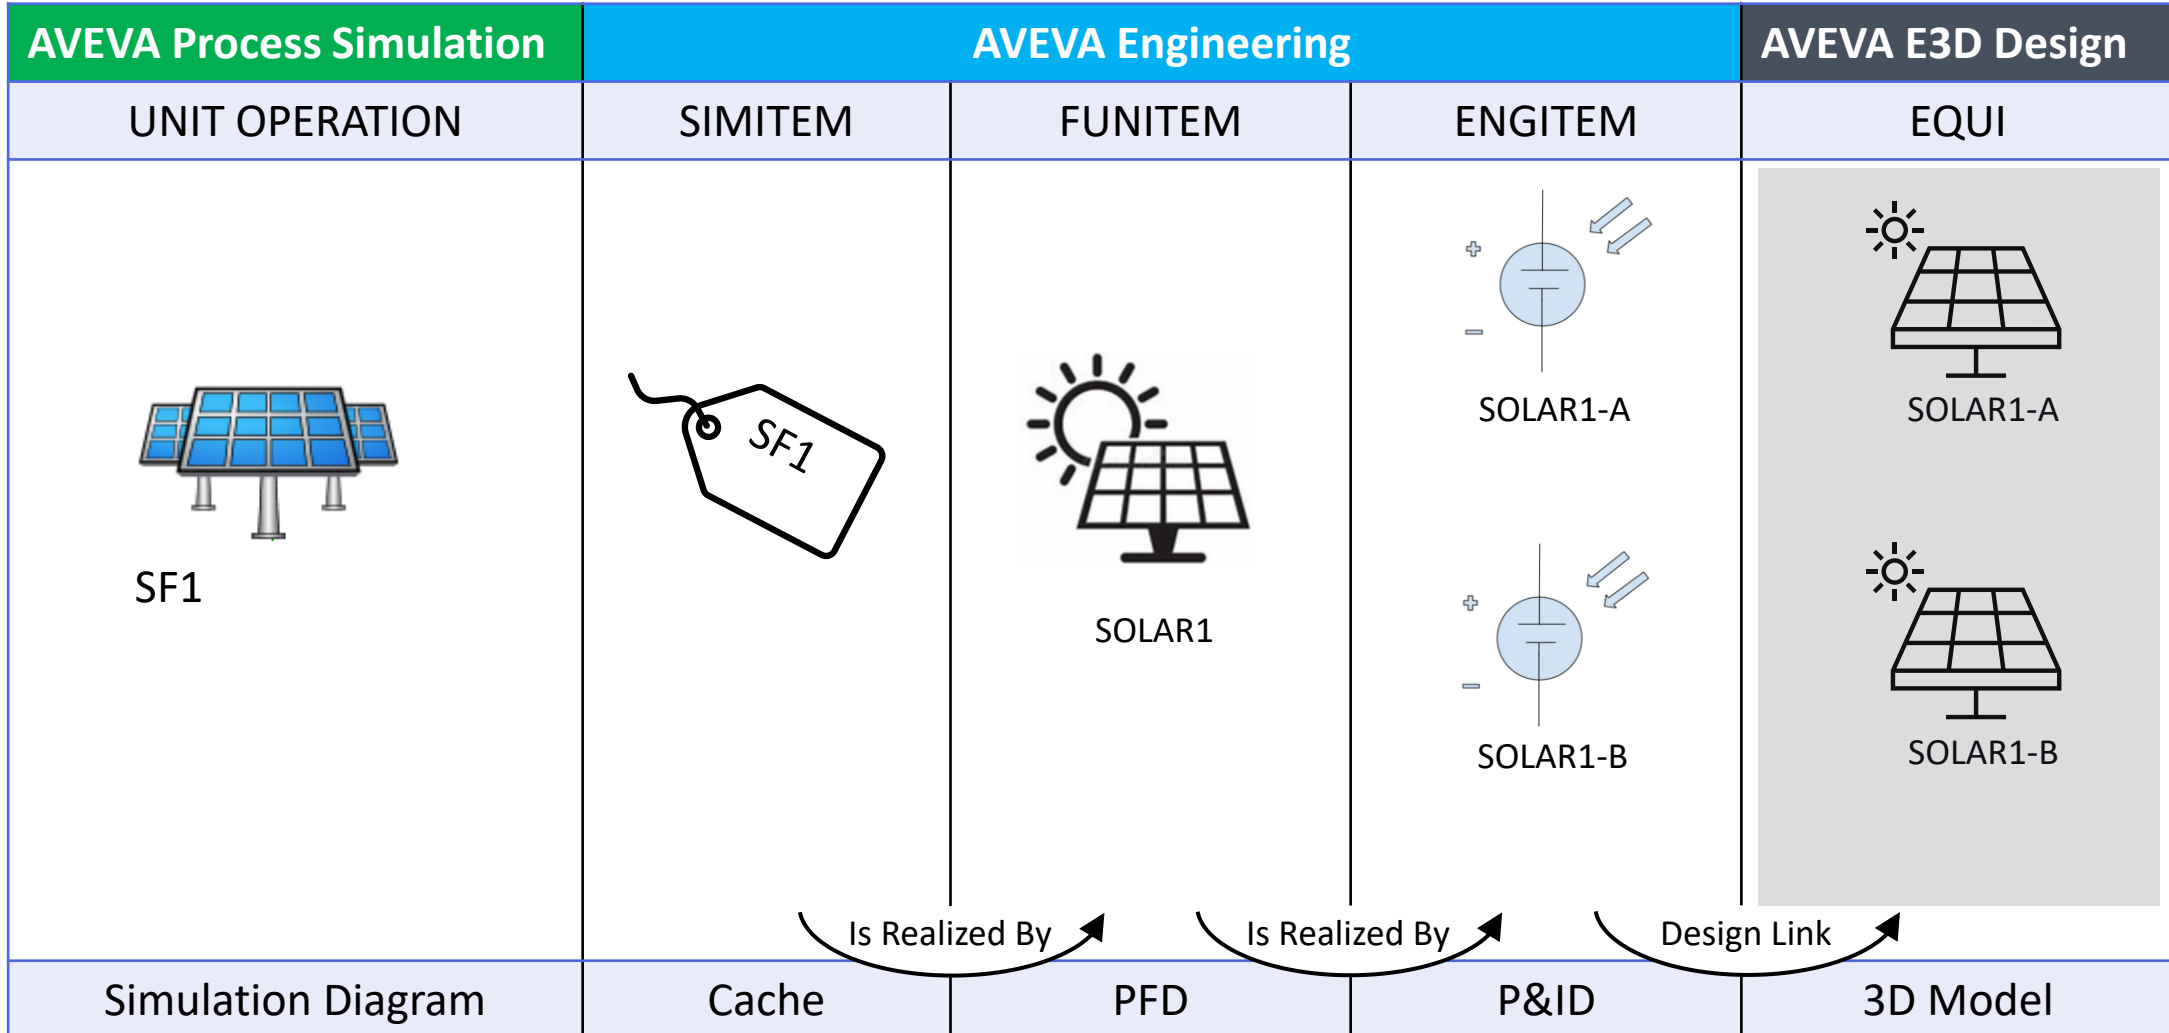 AVEVA Process Simulation
AVEVA Engineering
AVEVA E3D Design
UNIT OPERATION
SIMITEM
FUNITEM
ENGITEM
EQUI
SF1
SF1
SOLAR1
SOLAR1-A
SOLAR1-B
SOLAR1-A
SOLAR1-B
Is Realized By
Is Realized By
Design Link
Simulation Diagram
Cache
PFD
P&ID
3D Model